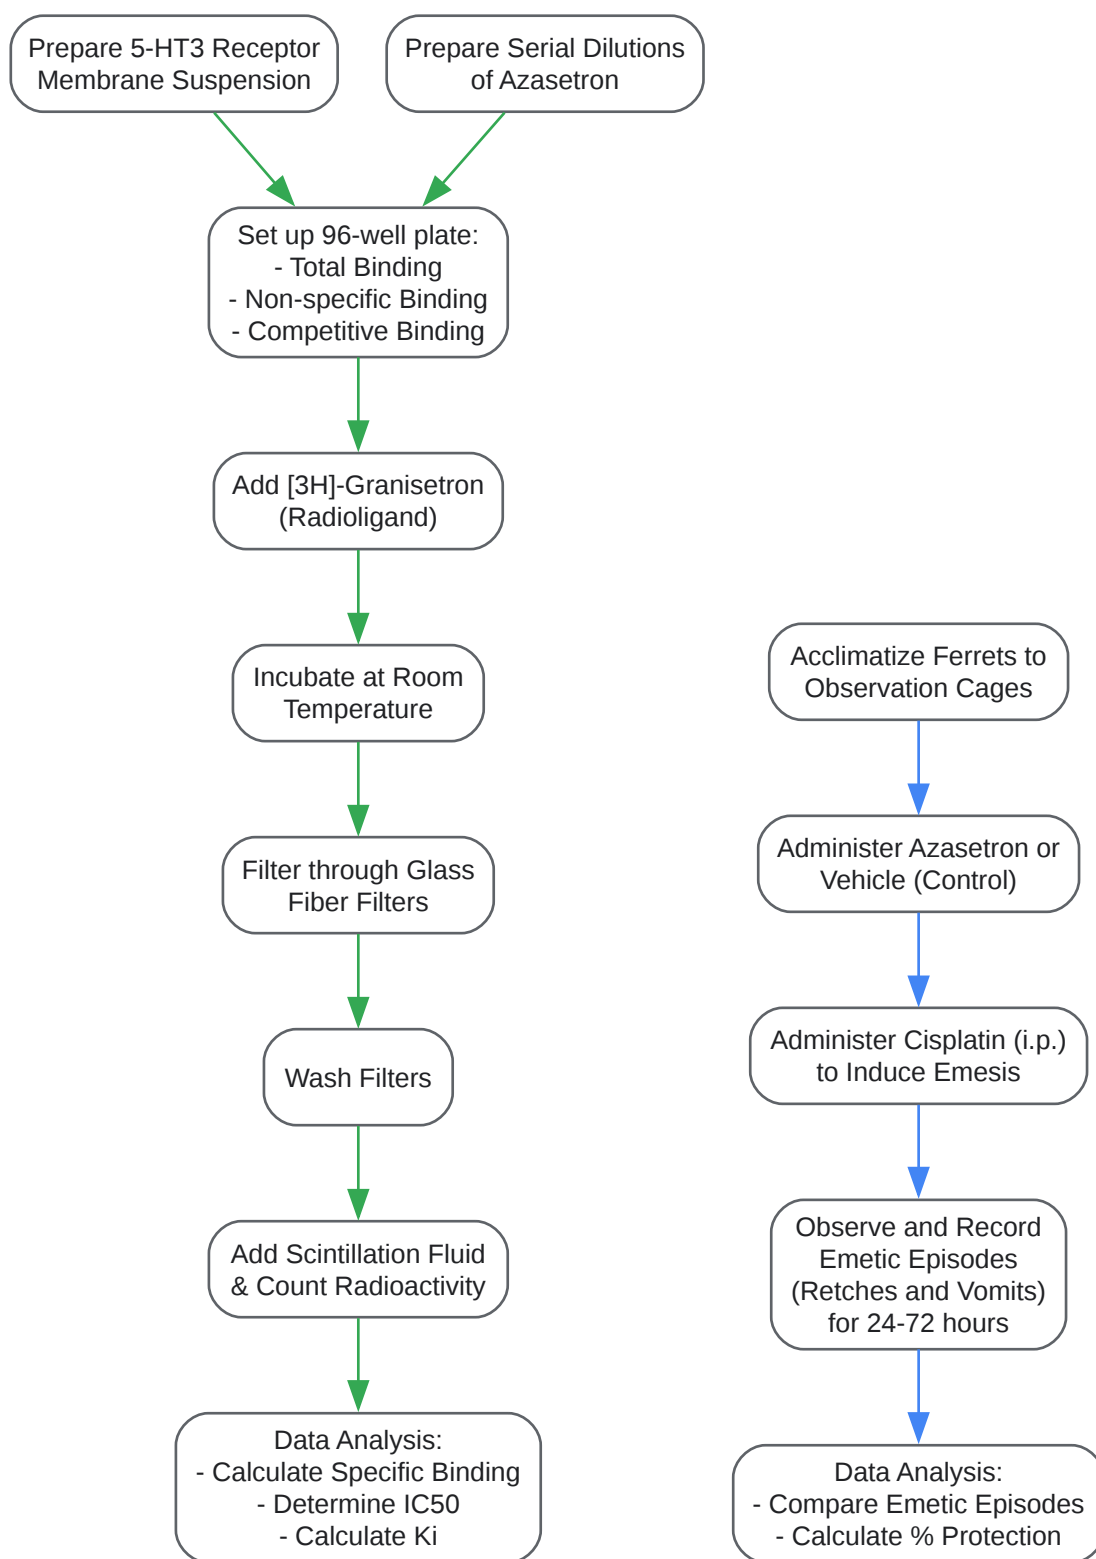 Prepare 5-HT3 Receptor
Membrane Suspension
Prepare Serial Dilutions
of Azasetron
Set up 96-well plate:
- Total Binding
- Non-specific Binding
- Competitive Binding
Add [3H]-Granisetron
(Radioligand)
Incubate at Room
Temperature
Filter through Glass
Fiber Filters
Wash Filters
Add Scintillation Fluid
& Count Radioactivity
Data Analysis:
- Calculate Specific Binding
- Determine IC50
- Calculate Ki
Acclimatize Ferrets to
Observation Cages
Administer Azasetron or
Vehicle (Control)
Administer Cisplatin (i.p.)
to Induce Emesis
Observe and Record
Emetic Episodes
(Retches and Vomits)
for 24-72 hours
Data Analysis:
- Compare Emetic Episodes
- Calculate % Protection